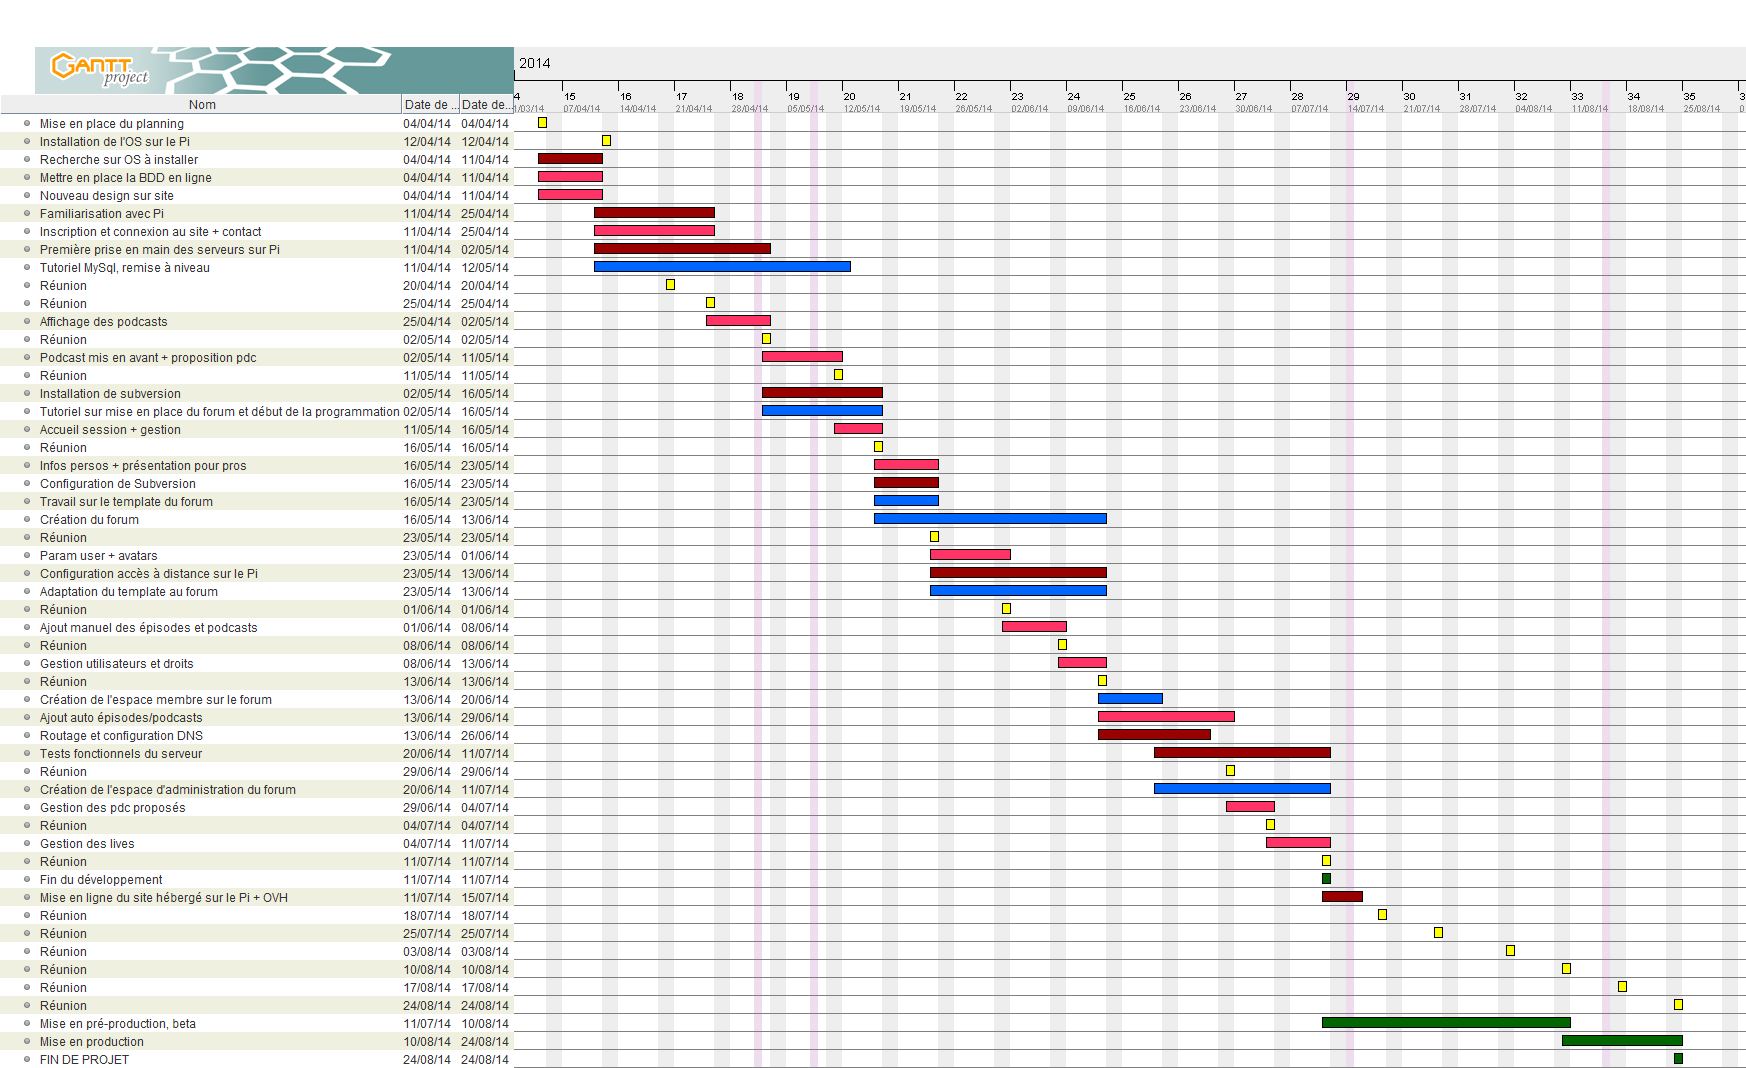 GANTT
project
2014
Nom Date de ... Date de...
4 15 16 17 18 19 20 21 22 23 24 25 26 27 28 29 30 31 32 33 34 35 3
1/03/14 07/04/14 14/04/14 21/04/14 28/04/14 05/05/14 12/05/14 19/05/14 26/05/14 02/06/14 09/06/14 16/06/14 23/06/14 30/06/14 07/07/14 14/07/14 21/07/14 28/07/14 04/08/14 11/08/14 18/08/14 25/08/14 0
Mise en place du planning 04/04/14 04/04/14
Installation de l'OS sur le Pi 12/04/14 12/04/14
Recherche sur OS à installer 04/04/14 11/04/14
Mettre en place la BDD en ligne 04/04/14 11/04/14
Nouveau design sur site 04/04/14 11/04/14
Familiarisation avec Pi 11/04/14 25/04/14
Inscription et connexion au site + contact 11/04/14 25/04/14
Première prise en main des serveurs sur Pi 11/04/14 02/05/14
Tutoriel MySql, remise à niveau 11/04/14 12/05/14
Réunion 20/04/14 20/04/14
Réunion 25/04/14 25/04/14
Affichage des podcasts 25/04/14 02/05/14
Réunion 02/05/14 02/05/14
Podcast mis en avant + proposition pdc 02/05/14 11/05/14
Réunion 11/05/14 11/05/14
Installation de subversion 02/05/14 16/05/14
Tutoriel sur mise en place du forum et début de la programmation 02/05/14 16/05/14
Accueil session + gestion 11/05/14 16/05/14
Réunion 16/05/14 16/05/14
Infos persos + présentation pour pros 16/05/14 23/05/14
Configuration de Subversion 16/05/14 23/05/14
Travail sur le template du forum 16/05/14 23/05/14
Création du forum 16/05/14 13/06/14
Réunion 23/05/14 23/05/14
Param user + avatars 23/05/14 01/06/14
Configuration accès à distance sur le Pi 23/05/14 13/06/14
Adaptation du template au forum 23/05/14 13/06/14
Réunion 01/06/14 01/06/14
Ajout manuel des épisodes et podcasts 01/06/14 08/06/14
Réunion 08/06/14 08/06/14
Gestion utilisateurs et droits 08/06/14 13/06/14
Réunion 13/06/14 13/06/14
Création de l'espace membre sur le forum 13/06/14 20/06/14
Ajout auto épisodes/podcasts 13/06/14 29/06/14
Routage et configuration DNS 13/06/14 26/06/14
Tests fonctionnels du serveur 20/06/14 11/07/14
Réunion 29/06/14 29/06/14
Création de l'espace d'administration du forum 20/06/14 11/07/14
Gestion des pdc proposés 29/06/14 04/07/14
Réunion 04/07/14 04/07/14
Gestion des lives 04/07/14 11/07/14
Réunion 11/07/14 11/07/14
Fin du développement 11/07/14 11/07/14
Mise en ligne du site hébergé sur le Pi + OVH 11/07/14 15/07/14
Réunion 18/07/14 18/07/14
Réunion 25/07/14 25/07/14
Réunion 03/08/14 03/08/14
Réunion 10/08/14 10/08/14
Réunion 17/08/14 17/08/14
Réunion 24/08/14 24/08/14
Mise en pré-production, beta 11/07/14 10/08/14
Mise en production 10/08/14 24/08/14
FIN DE PROJET 24/08/14 24/08/14